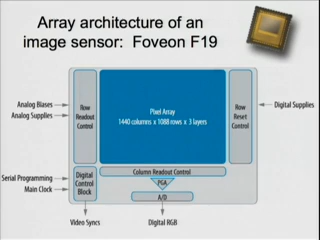 Array architecture of an
image sensor: Foveon F19
Analog Biases
Analog Supplies
Row
Readout
Control
Pixel Array
1440 columns x 1088 rows x 3 layers
Row
Reset
Control
Digital Supplies
Serial Programming
Main Clock
Digital
Control
Block
Column Readout Control
PGA
A/D
Video Syncs
Digital RGB